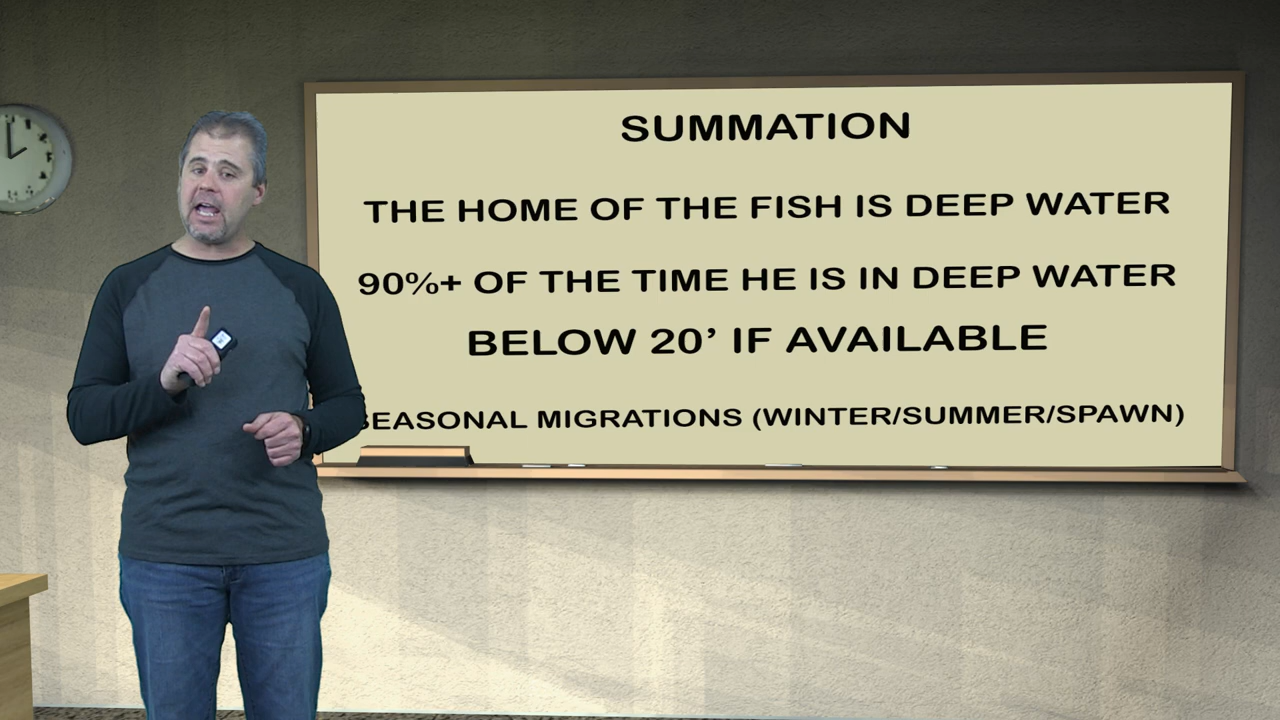 SUMMATION
THE HOME OF THE FISH IS DEEP WATER
90%+ OF THE TIME HE IS IN DEEP WATER
BELOW 20’ IF AVAILABLE
SEASONAL MIGRATIONS (WINTER/SUMMER/SPAWN)